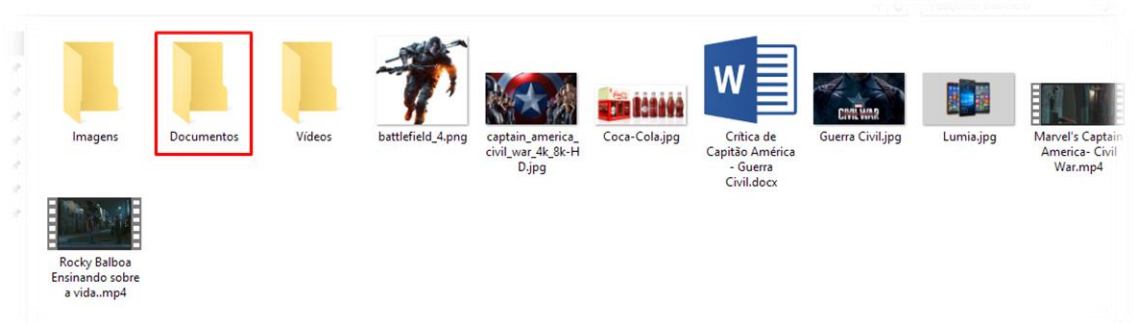 Imagens
Documentos
Vídeos
battlefield_4.png
captain_america_
civil_war_4k_8k-H
D.jpg
Coca-Cola.jpg
Crítica de
Capitão América
- Guerra
Civil.docx
Guerra Civil.jpg
Lumia.jpg
Marvel's Captain
America- Civil
War.mp4
W
CIVIL WAR
Rocky Balboa
Ensinando sobre
a vida..mp4